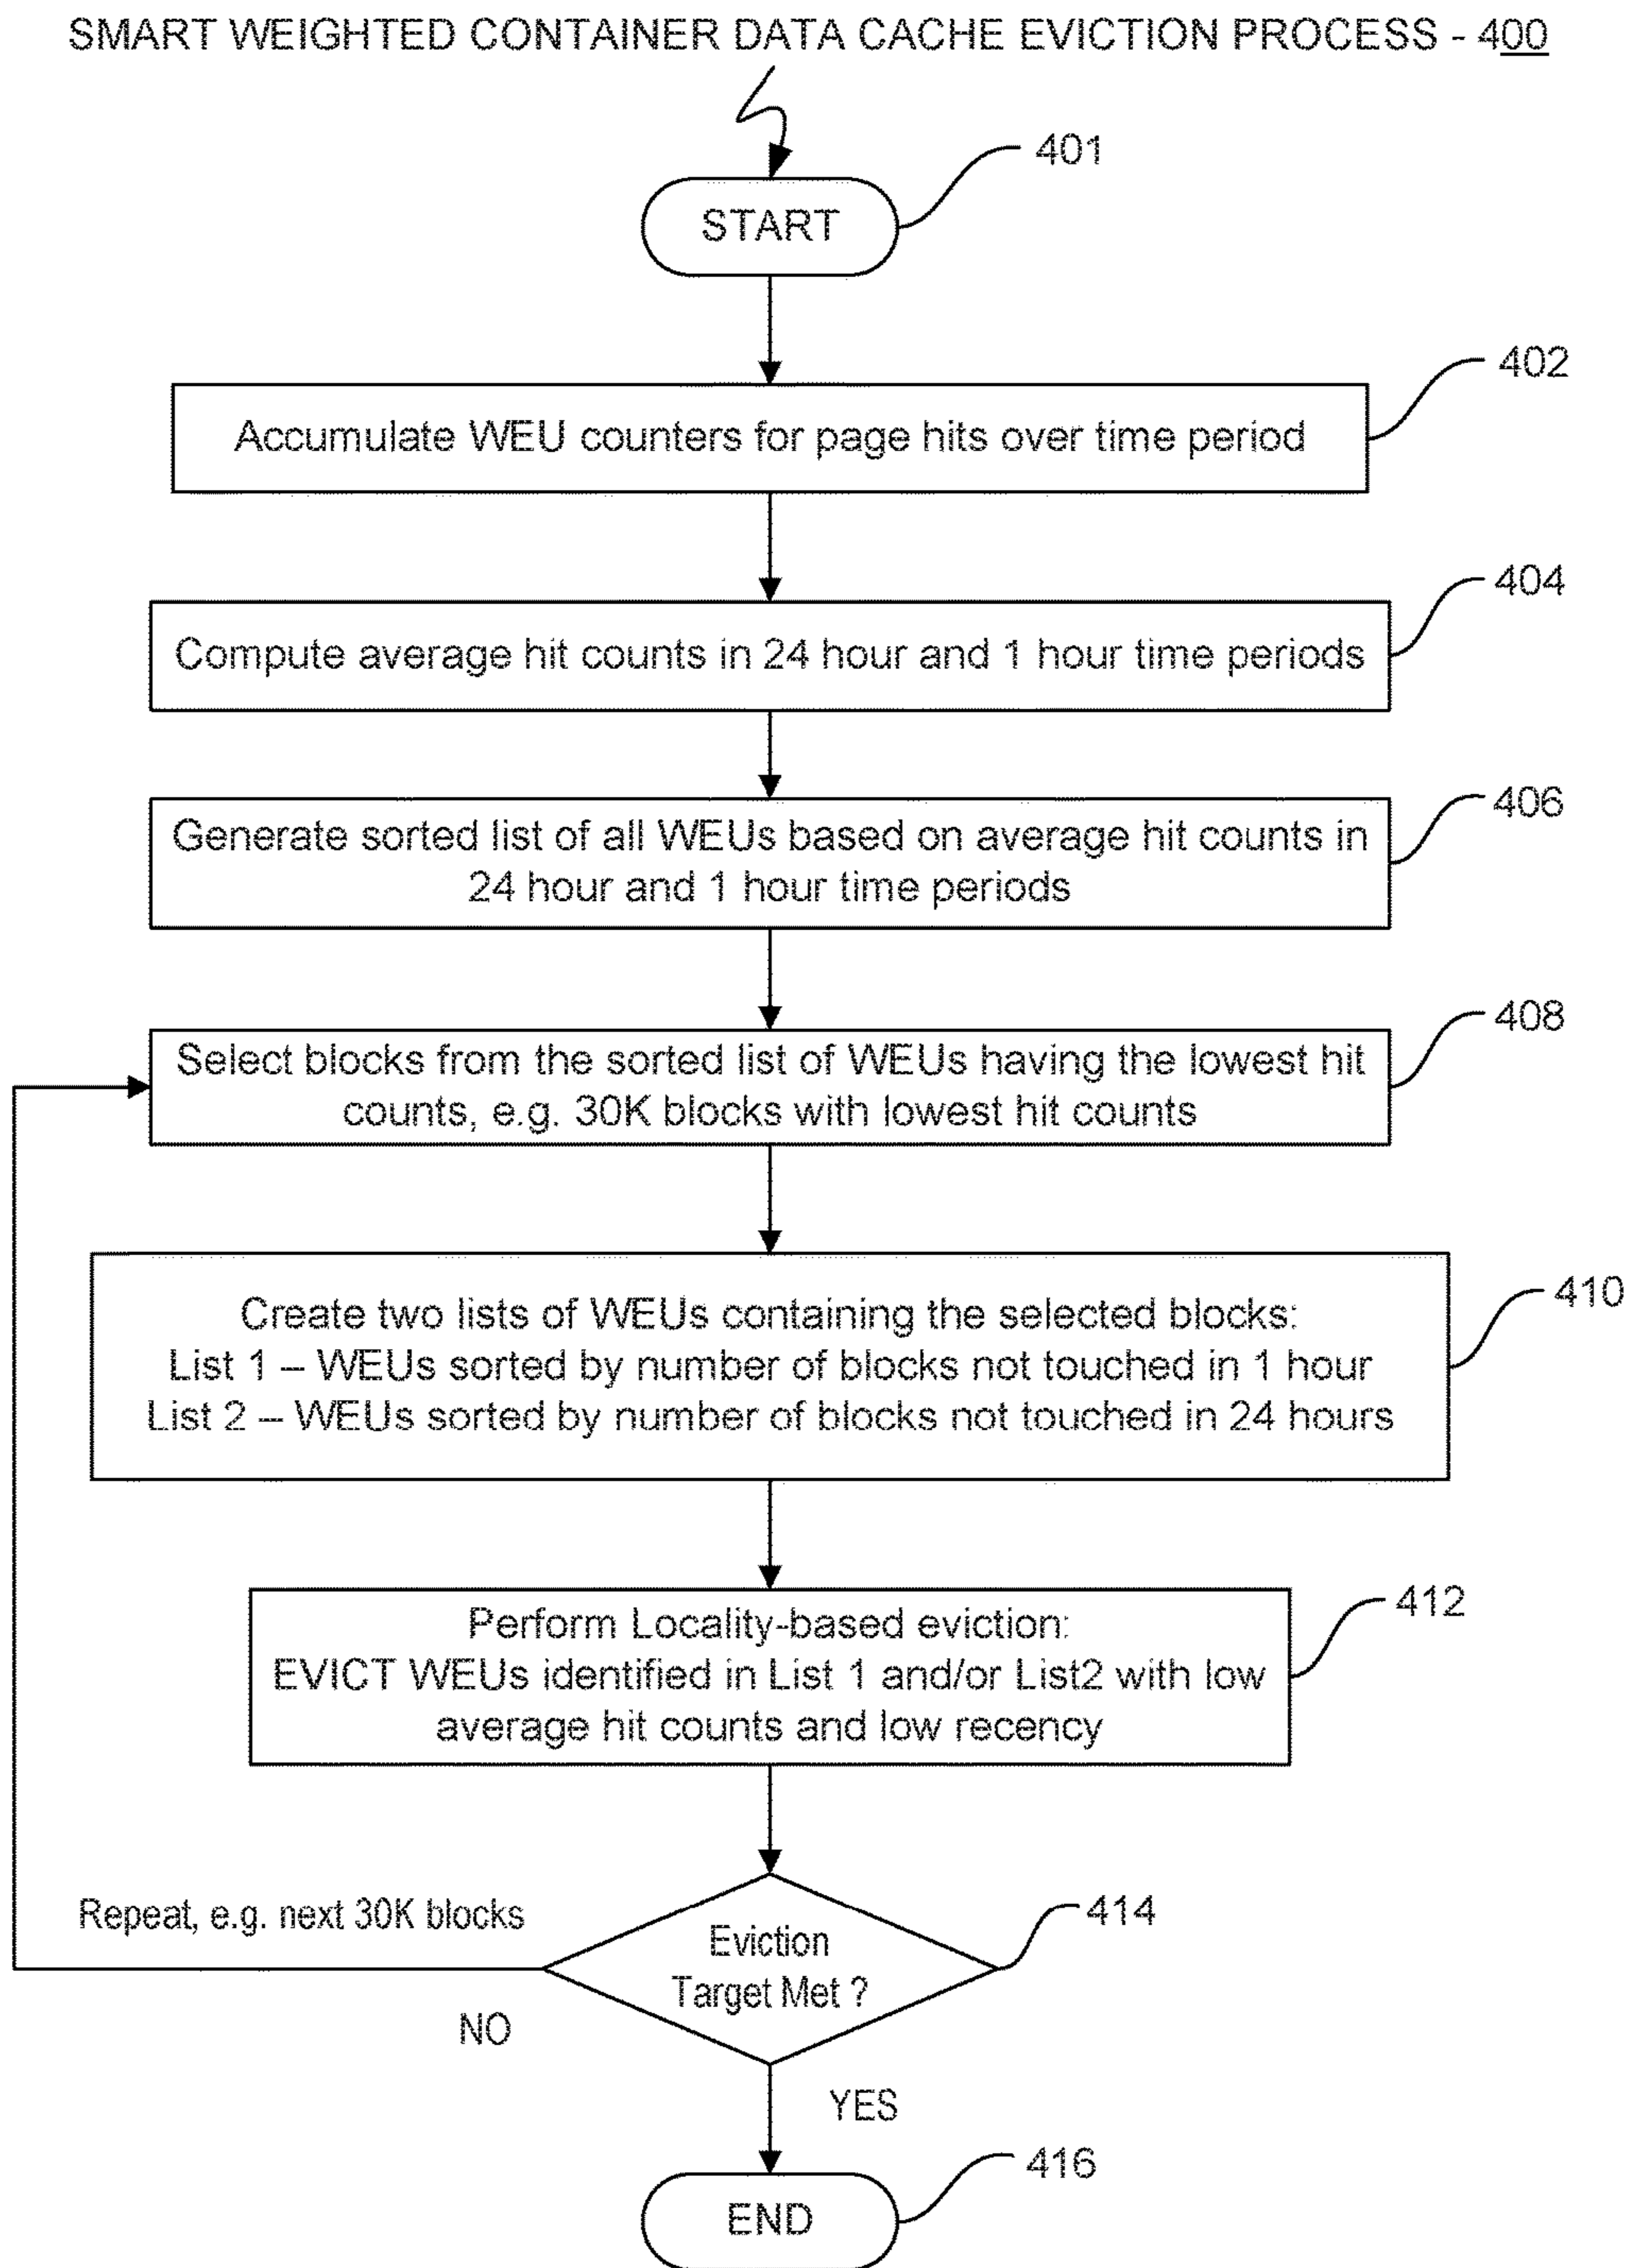 SMART WEIGHTED CONTAINER DATA CACHE EVICTION PROCESS - 400
401
START
402
Accumulate WEU counters for page hits over time period
404
Compute average hit counts in 24 hour and 1 hour time periods
406
Generate sorted list of all WEUs based on average hit counts in
24 hour and 1 hour time periods
408
Select blocks from the sorted list of WEUs having the lowest hit
counts, e.g. 30K blocks with lowest hit counts
410
Create two lists of WEUs containing the selected blocks:
List 1 – WEUs sorted by number of blocks not touched in 1 hour
List 2 – WEUs sorted by number of blocks not touched in 24 hours
412
Perform Locality-based eviction:
EVICT WEUs identified in List 1 and/or List2 with low
average hit counts and low recency
Repeat, e.g. next 30K blocks
414
Eviction
Target Met ?
NO
YES
416
END